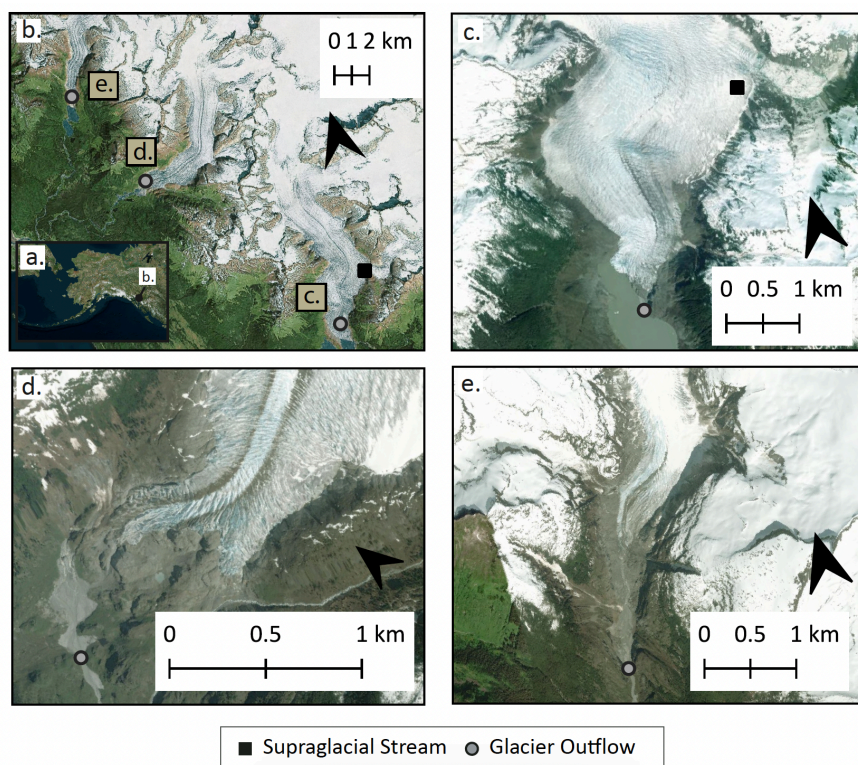 b.
0 1 2 km
e.
d.
a.
b.
c.
c.
0 0.5 1 km
d.
0 0.5 1 km
e.
0 0.5 1 km
Supraglacial Stream Glacier Outflow